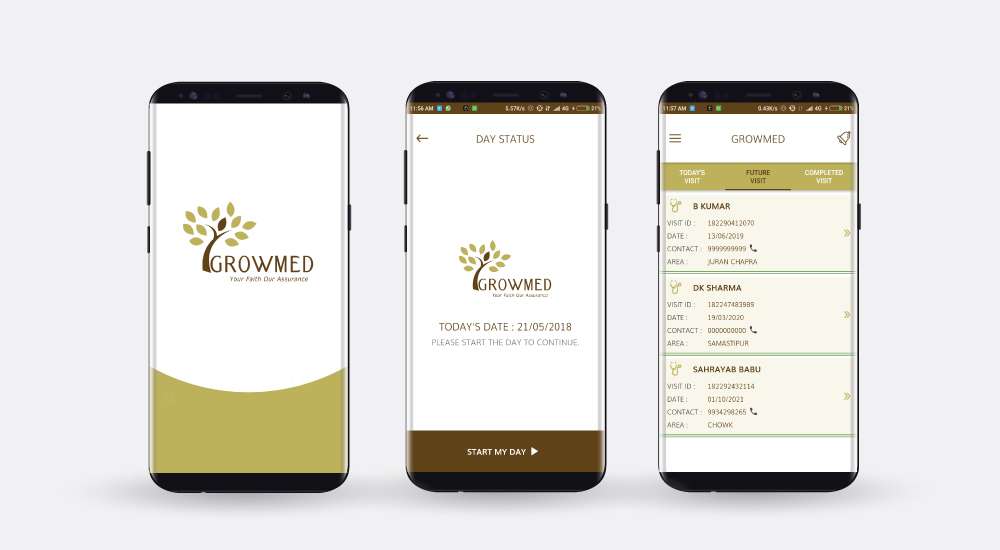 GROWMED
Your Faith Our Assurance
11:56 AM 5.57K/s 4G 31%
DAY STATUS
GROWMED
Your Faith Our Assurance
TODAY'S DATE : 21/05/2018
PLEASE START THE DAY TO CONTINUE.
START MY DAY
11:57 AM 0.43K/s 4G 31%
GROWMED
TODAY'S VISIT FUTURE VISIT COMPLETED VISIT
B KUMAR
VISIT ID : 182290412070
DATE : 13/06/2019
CONTACT : 9999999999
AREA : JURAN CHAPRA
DK SHARMA
VISIT ID : 182247483989
DATE : 19/03/2020
CONTACT : 0000000000
AREA : SAMASTIPUR
SAHRAYAB BABU
VISIT ID : 182292432114
DATE : 01/10/2021
CONTACT : 9934298265
AREA : CHOWK